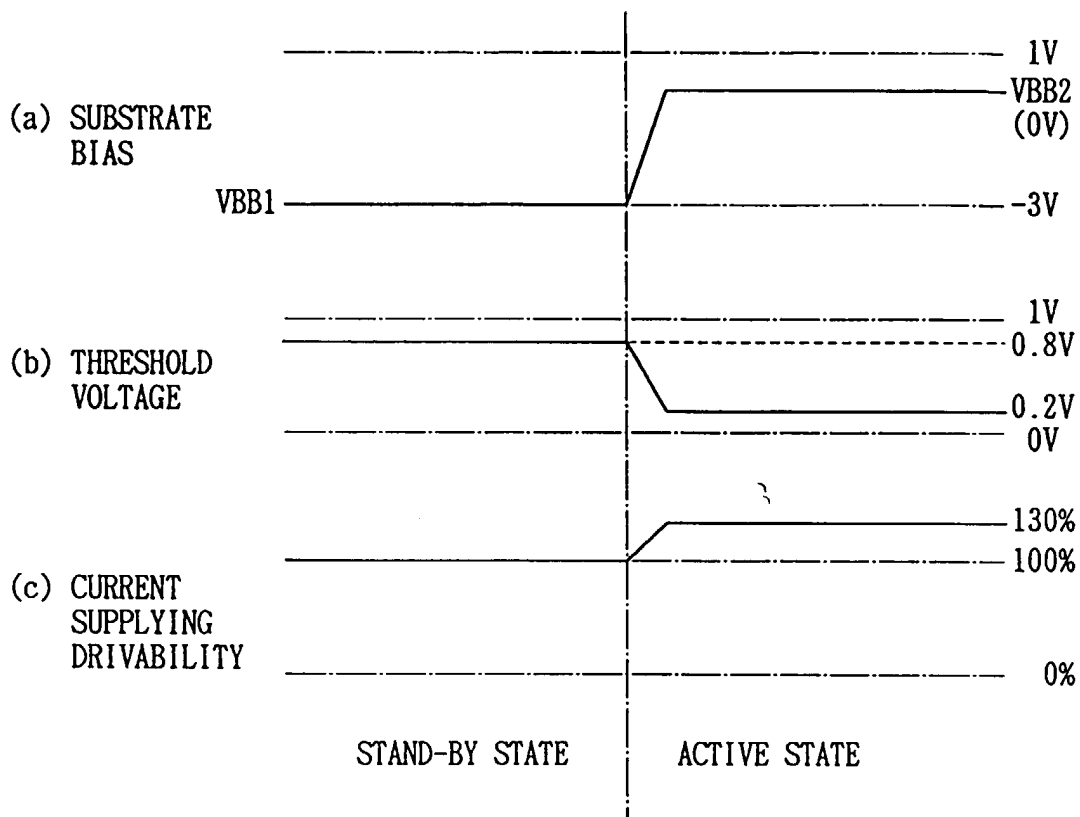 1V
(a) SUBSTRATE
BIAS
VBB2
(0V)
VBB1
-3V
1V
(b) THRESHOLD
VOLTAGE
0.8V
0.2V
0V
130%
100%
(c) CURRENT
SUPPLYING
DRIVABILITY
0%
STAND-BY STATE
ACTIVE STATE